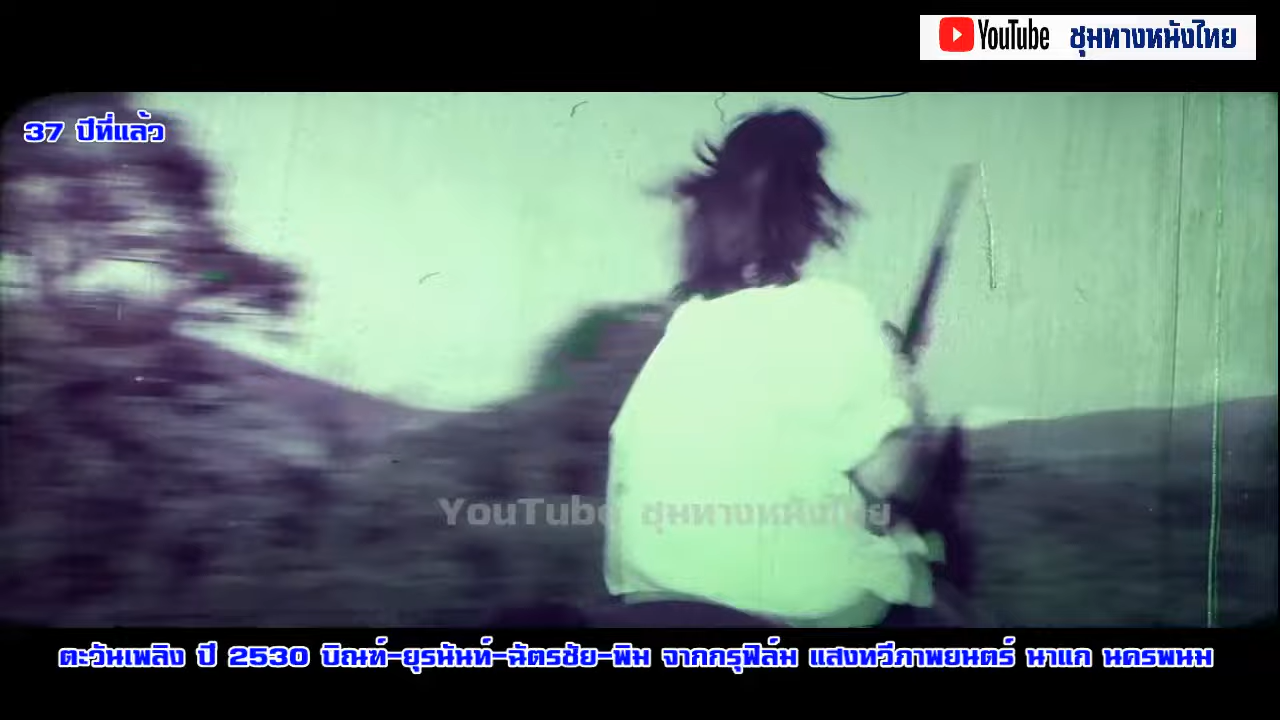 YouTube ชุมทางหนังไทย
37 ปีที่แล้ว
YouTube ชุมทางหนังไทย
ตะวันเพลิง ปี 2530 บิณฑ์-ยุรนันท์-ฉัตรชัย-พิม จากกรุฟิล์ม แสงทวีภาพยนตร์ นาแก นครพนม